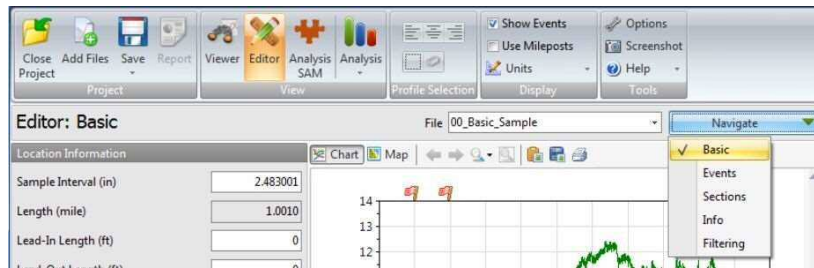 Close Project
Add Files
Save
Report
Viewer
Editor
Analysis SAM
Analysis
Show Events
Use Mileposts
Units
Options
Screenshot
Help
Project
View
Profile Selection
Display
Tools
Editor: Basic
File 00_Basic_Sample
Navigate
Location Information
Chart
Map
Basic
Sample Interval (in) 2.483001
Events
Length (mile) 1.0010
Sections
14
13
Info
Lead-In Length (ft) 0
12
Filtering